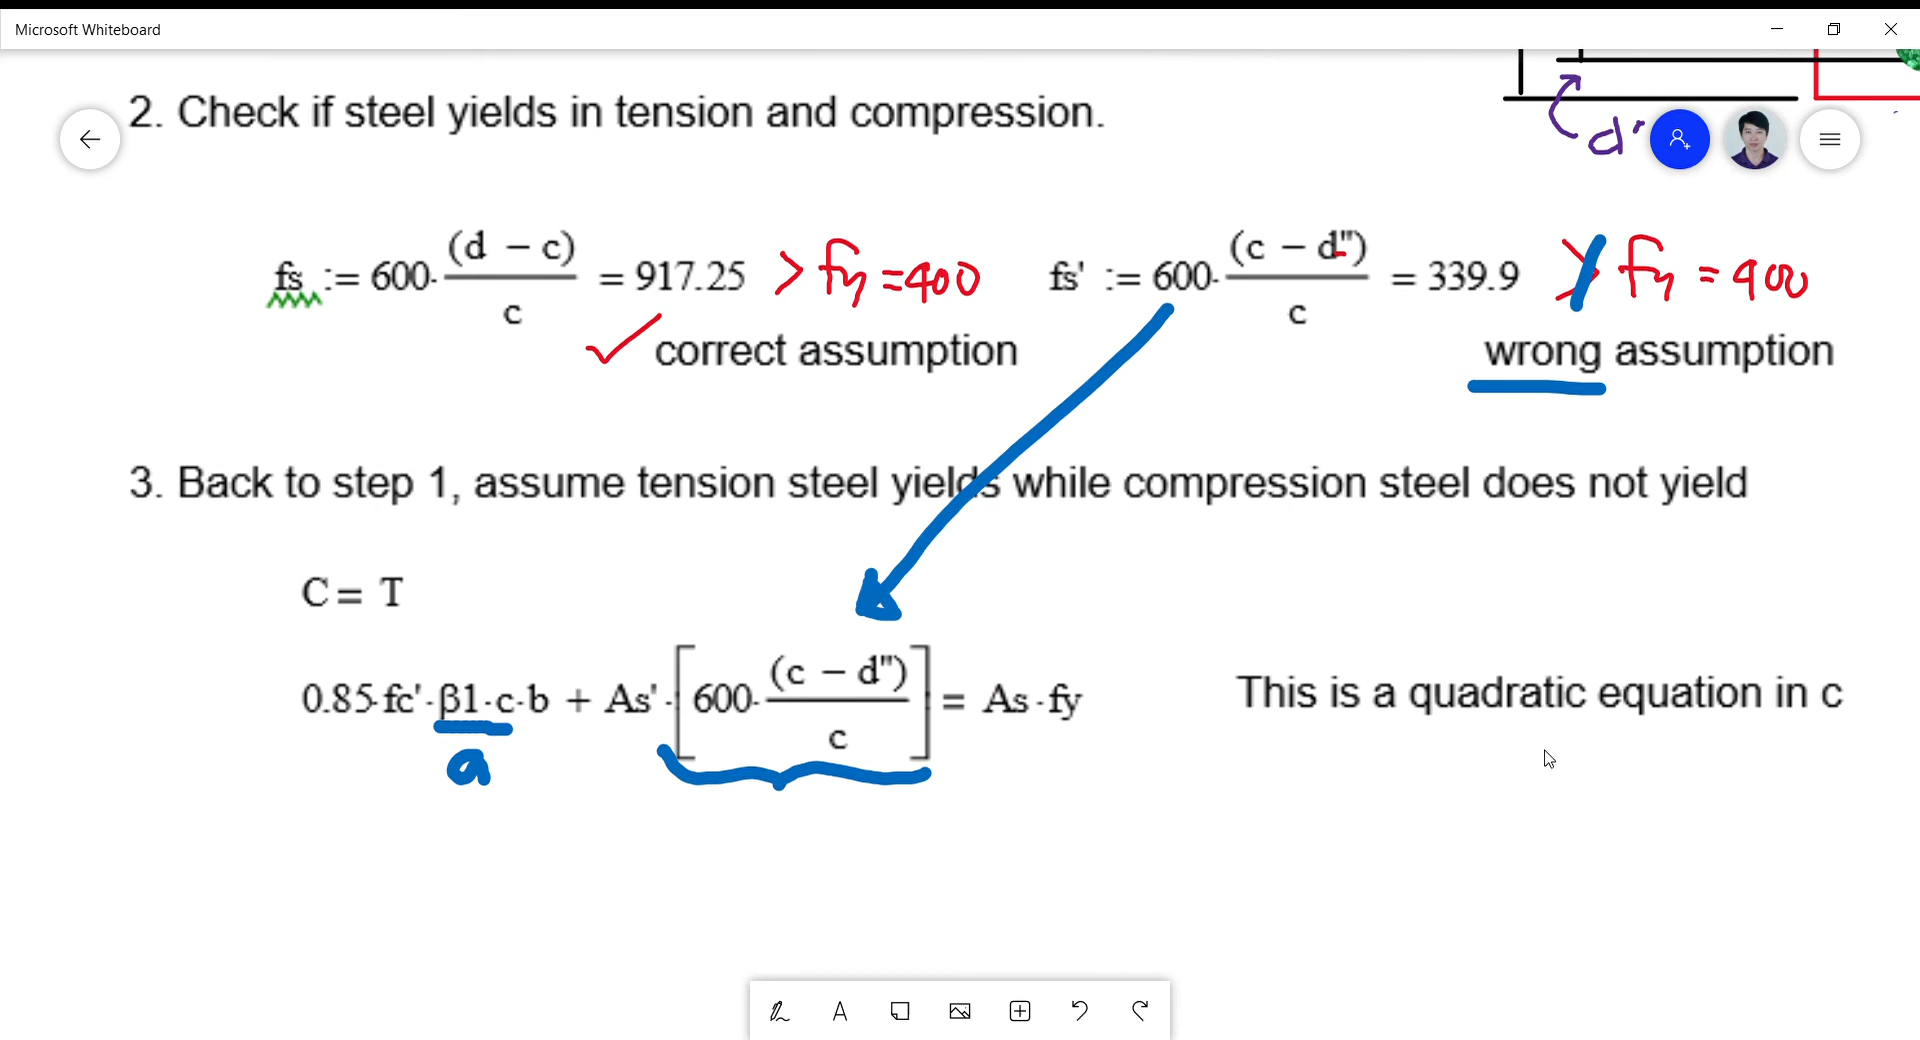 Microsoft Whiteboard
2. Check if steel yields in tension and compression.
d"
fs := 600·(d − c)/c = 917.25 > fy = 400
fs' := 600·(c − d")/c = 339.9 > fy = 400
correct assumption
wrong assumption
3. Back to step 1, assume tension steel yields while compression steel does not yield
C = T
0.85·fc'·β1·c·b + As'·[600·(c − d")/c] = As·fy
This is a quadratic equation in c
a